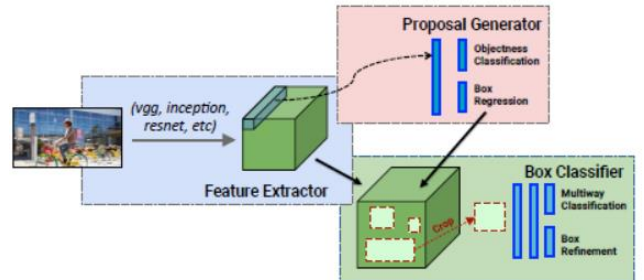 Proposal Generator
Objectness
Classification
Box
Regression
(vgg, inception,
resnet, etc)
Feature Extractor
Box Classifier
Crop
Multiway
Classification
Box
Refinement